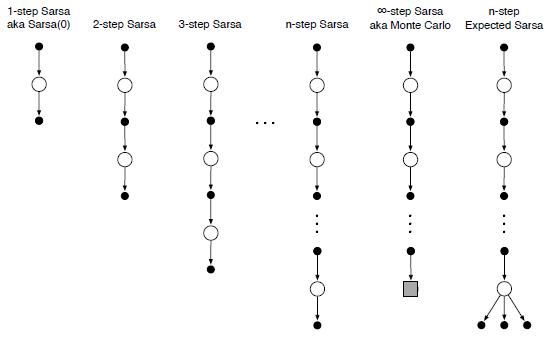 1-step Sarsa
aka Sarsa(0)
2-step Sarsa
3-step Sarsa
n-step Sarsa
∞-step Sarsa
aka Monte Carlo
n-step
Expected Sarsa